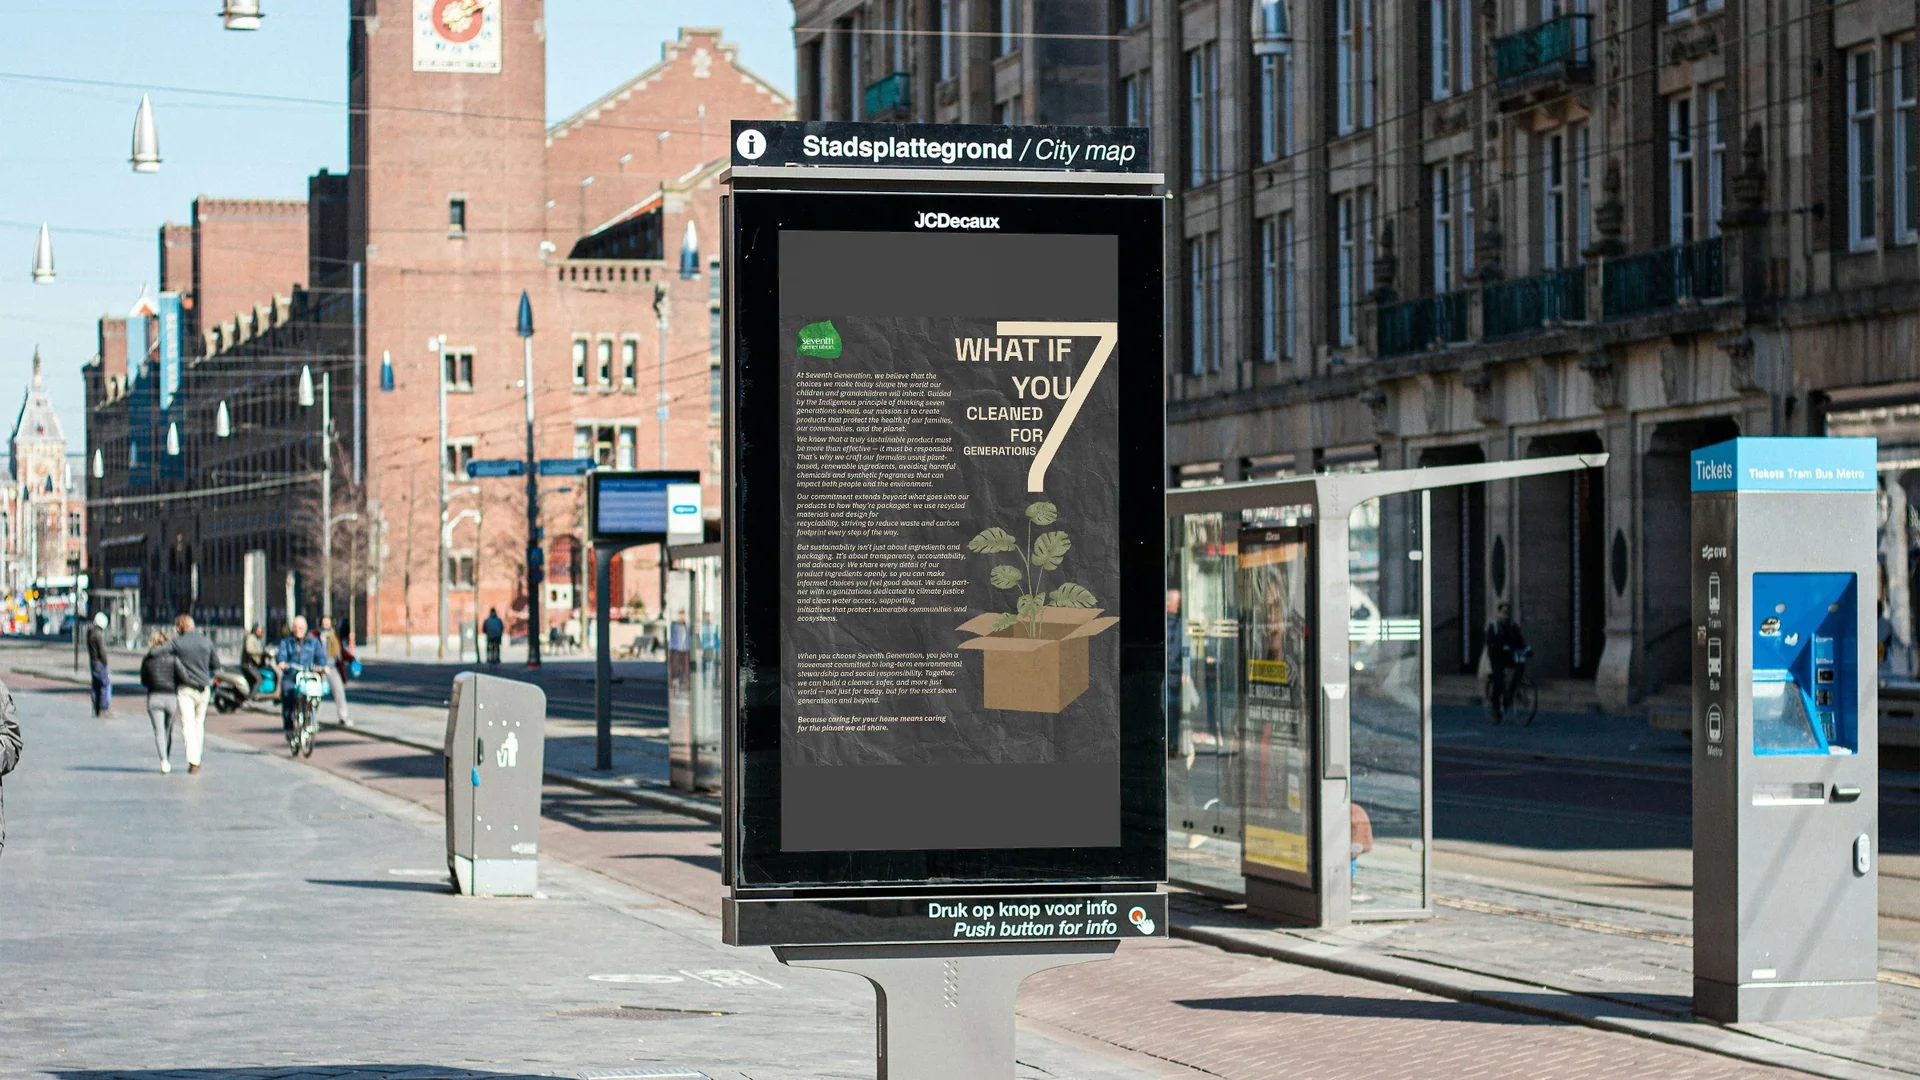 Stadsplattegrond / City map
JCDecaux
seventh
generation.
WHAT IF
YOU
CLEANED
FOR
GENERATIONS
7
At Seventh Generation, we believe that the
choices we make today shape the world our
children and grandchildren will inherit. Guided
by the Indigenous principle of thinking seven
generations ahead, our mission is to create
products that protect the health of our families,
our communities, and the planet.
We know that a truly sustainable product must
be more than effective — it must be responsible.
That's why we craft our formulas using plant-
based, renewable ingredients, avoiding harmful
chemicals and synthetic fragrances that can
impact both people and the environment.
Our commitment extends beyond what goes into our
products to how they're packaged: we use recycled
materials and design for
recyclability, striving to reduce waste and carbon
footprint every step of the way.
But sustainability isn't just about ingredients and
packaging. It's about transparency, accountability,
and advocacy. We share every detail of our
product ingredients openly, so you can make
informed choices you feel good about. We also part-
ner with organizations dedicated to climate justice
and clean water access, supporting
initiatives that protect vulnerable communities and
ecosystems.
When you choose Seventh Generation, you join a
movement committed to long-term environmental
stewardship and social responsibility. Together,
we can build a cleaner, safer, and more just
world — not just for today, but for the next seven
generations and beyond.
Because caring for your home means caring
for the planet we all share.
Druk op knop voor info
Push button for info
Tickets
Tickets Tram Bus Metro
GVB
Tram
Bus
Metro